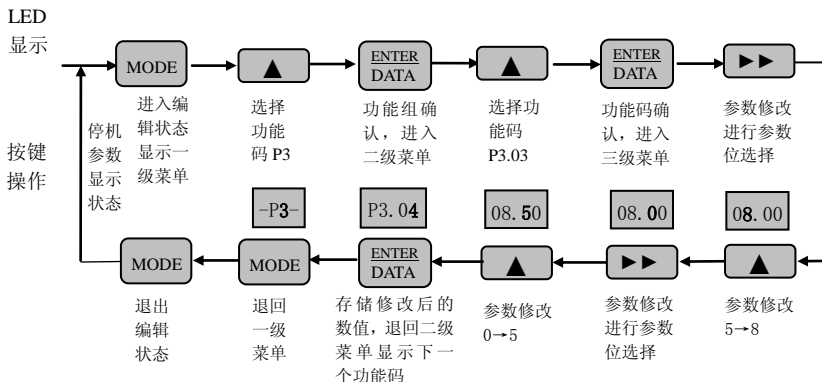 LED
显示
MODE
▲
ENTER
DATA
▲
ENTER
DATA
►►
进入编
辑状态
显示一
级菜单
选择
功能
码 P3
功能组确
认，进入
二级菜单
选择功
能码
P3.03
功能码确
认，进入
三级菜单
参数修改
进行参数
位选择
停机
参数
显示
状态
按键
操作
-P3-
P3.04
08.50
08.00
08.00
MODE
MODE
ENTER
DATA
▲
►►
▲
退出
编辑
状态
退回
一级
菜单
存储修改后的
数值，退回二级
菜单显示下一
个功能码
参数修改
0→5
参数修改
进行参数
位选择
参数修改
5→8